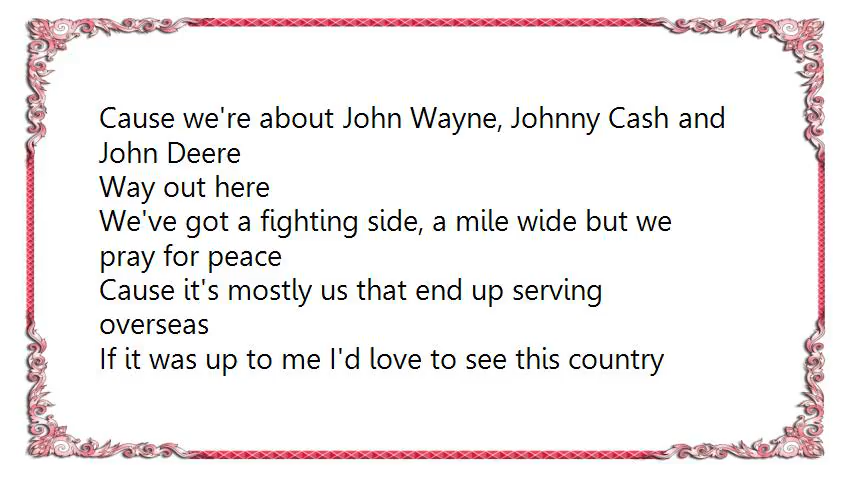 Cause we're about John Wayne, Johnny Cash and
John Deere
Way out here
We've got a fighting side, a mile wide but we
pray for peace
Cause it's mostly us that end up serving
overseas
If it was up to me I'd love to see this country